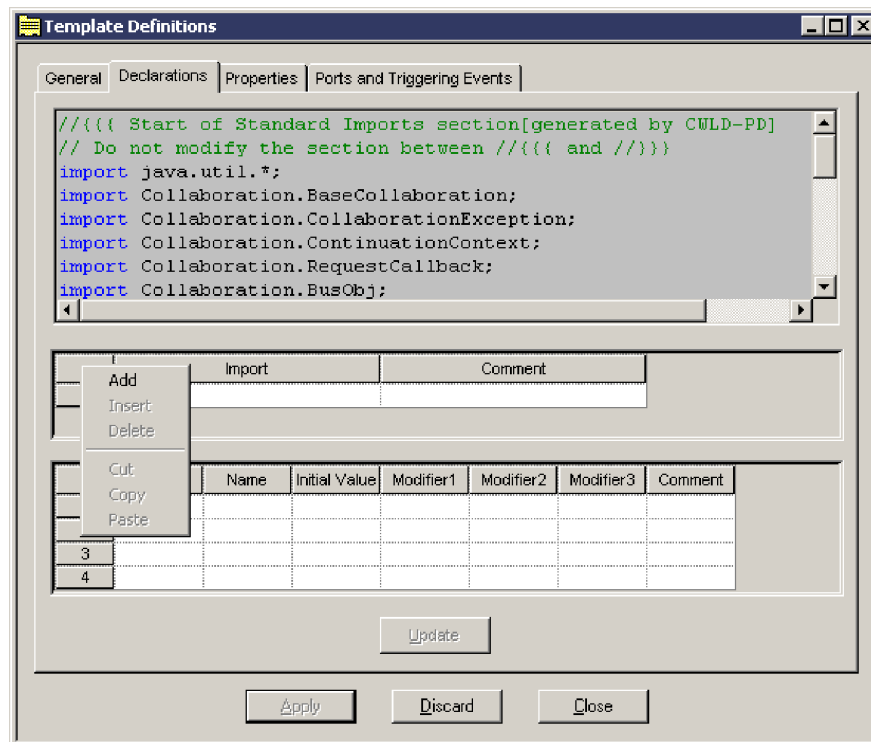 Template Definitions
General Declarations Properties Ports and Triggering Events
//{{{ Start of Standard Imports section[generated by CWLD-PD]
// Do not modify the section between //{{{ and //}}}
import java.util.*;
import Collaboration.BaseCollaboration;
import Collaboration.CollaborationException;
import Collaboration.ContinuationContext;
import Collaboration.RequestCallback;
import Collaboration.BusObj;
Import Comment
Add
Insert
Delete
Cut
Copy
Paste
Name Initial Value Modifier1 Modifier2 Modifier3 Comment
3
4
Update
Apply Discard Close